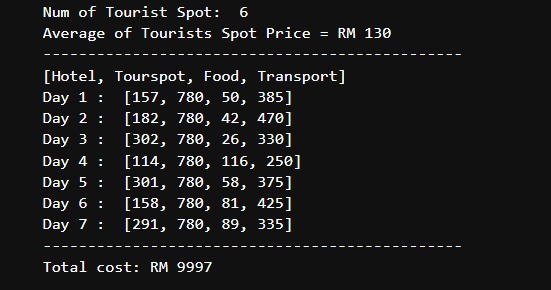 Num of Tourist Spot:  6
Average of Tourists Spot Price = RM 130
----------------------------------------------
[Hotel, Tourspot, Food, Transport]
Day 1 :  [157, 780, 50, 385]
Day 2 :  [182, 780, 42, 470]
Day 3 :  [302, 780, 26, 330]
Day 4 :  [114, 780, 116, 250]
Day 5 :  [301, 780, 58, 375]
Day 6 :  [158, 780, 81, 425]
Day 7 :  [291, 780, 89, 335]
----------------------------------------------
Total cost: RM 9997